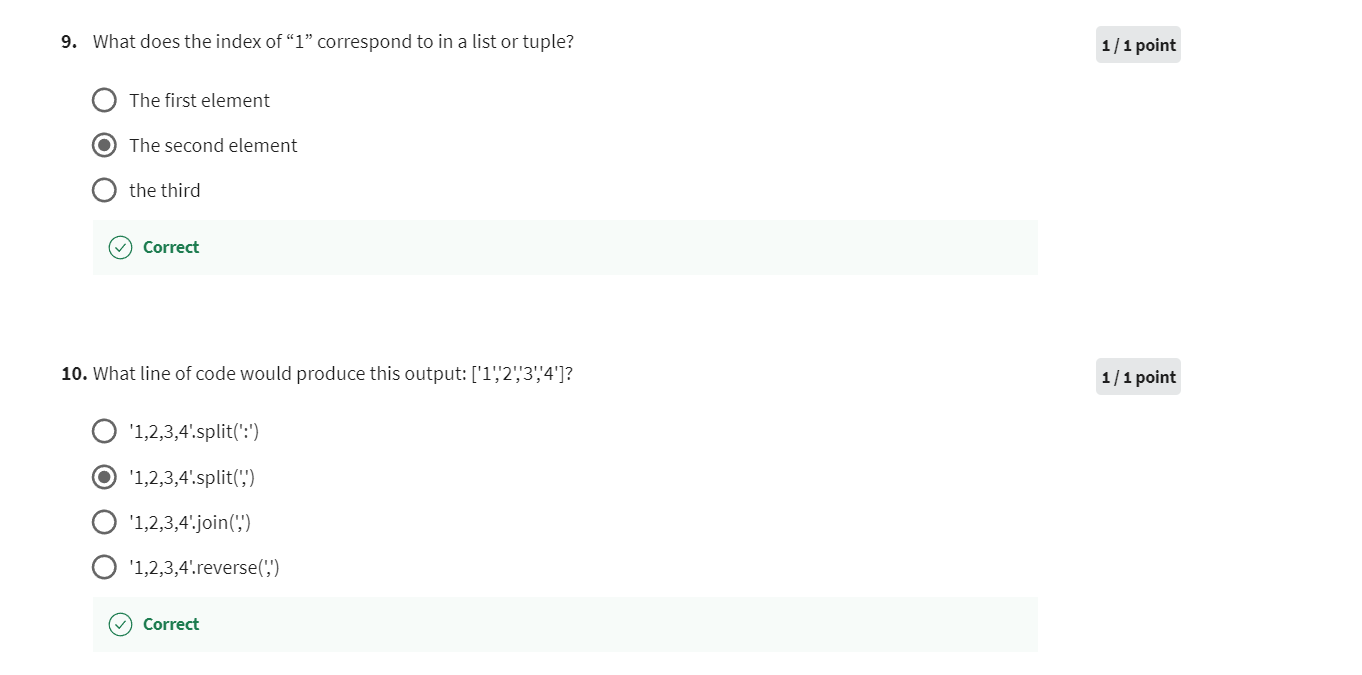 9. What does the index of “1” correspond to in a list or tuple?
1 / 1 point
The first element
The second element
the third
Correct
10. What line of code would produce this output: ['1','2','3','4']?
1 / 1 point
'1,2,3,4'.split(':')
'1,2,3,4'.split(',')
'1,2,3,4'.join(',')
'1,2,3,4'.reverse(',')
Correct